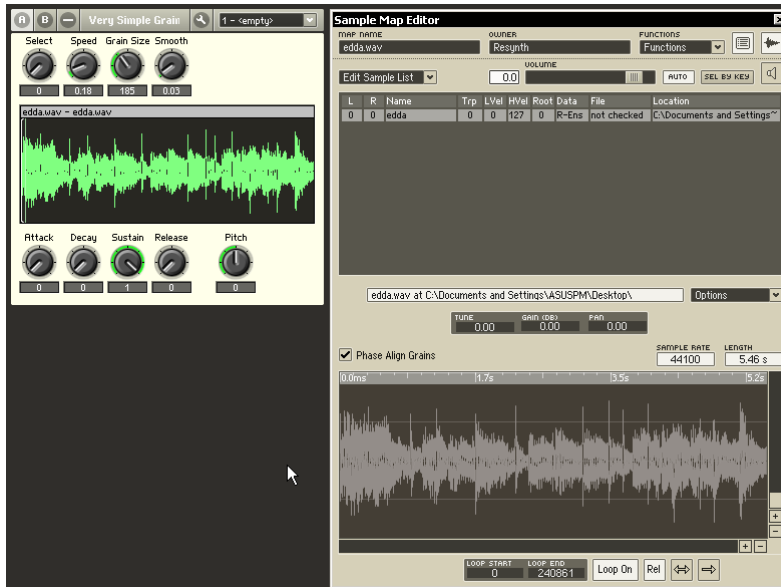 A B Very Simple Grain 1 - <empty>
Select Speed Grain Size Smooth
0 0.18 185 0.03
edda.wav - edda.wav
Attack Decay Sustain Release Pitch
0 0 1 0 0
Sample Map Editor
MAP NAME OWNER FUNCTIONS
edda.wav Resynth Functions
VOLUME
Edit Sample List 0.0 AUTO SEL BY KEY
L R Name Trp LVel HVel Root Data File Location
0 0 edda 0 0 127 0 R-Ens not checked C:\Documents and Settings~
edda.wav at C:\Documents and Settings\ASUSPM\Desktop\ Options
TUNE GAIN (DB) PAN
0.00 0.00 0.00
Phase Align Grains
SAMPLE RATE LENGTH
44100 5.46 s
0.0ms 1.7s 3.5s 5.2s
LOOP START LOOP END
0 240861 Loop On Rel